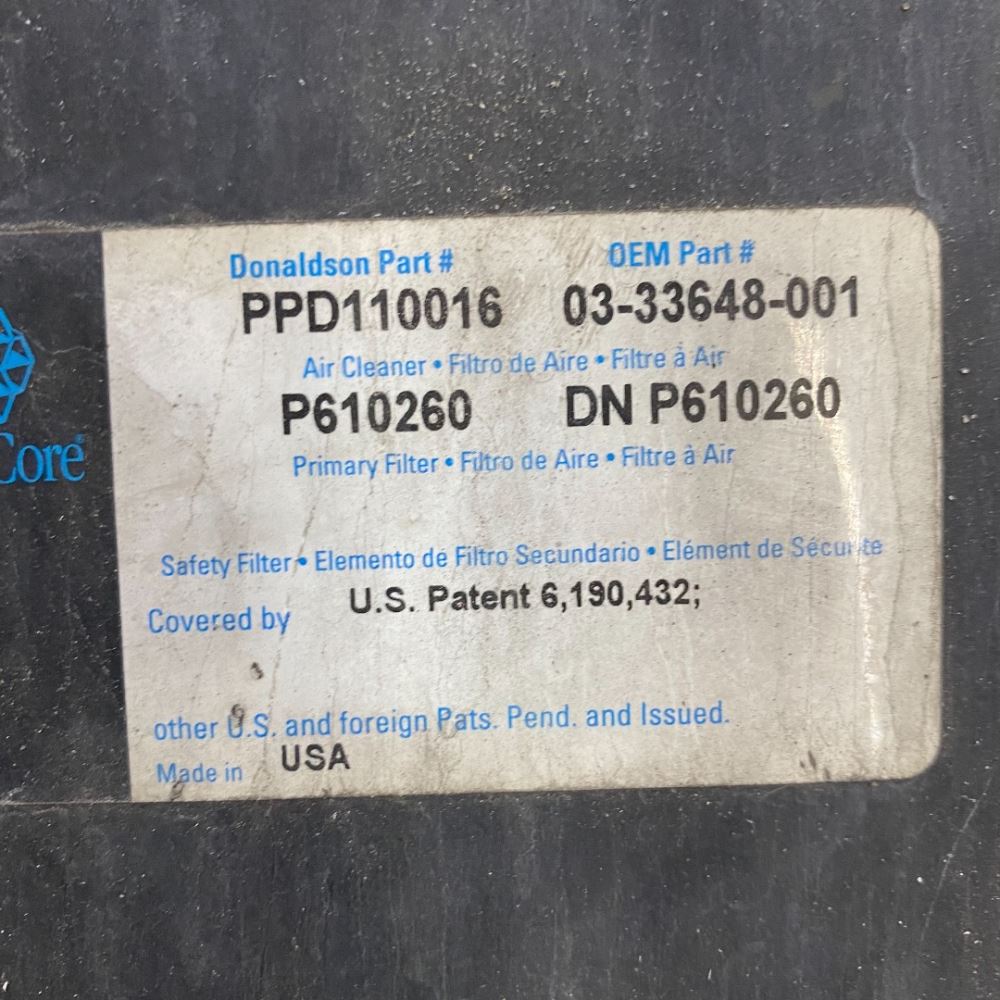 Donaldson Part # OEM Part #
PPD110016 03-33648-001
Air Cleaner • Filtro de Aire • Filtre à Air
P610260 DN P610260
Core
Primary Filter • Filtro de Aire • Filtre à Air
Safety Filter • Elemento de Filtro Secundario • Elément de Sécurite
Covered by U.S. Patent 6,190,432;
other U.S. and foreign Pats. Pend. and Issued.
Made in USA